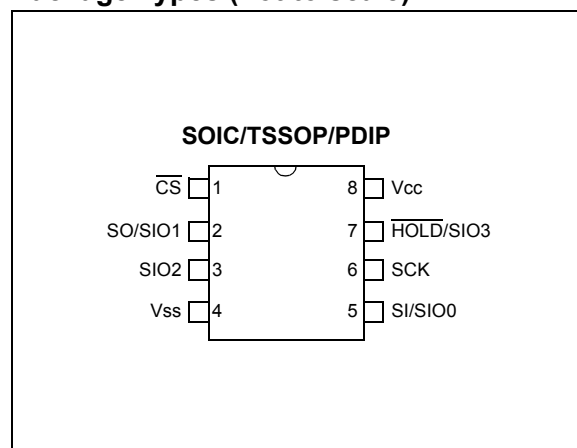 SOIC/TSSOP/PDIP
CS 1 8 Vcc
SO/SIO1 2 7 HOLD/SIO3
SIO2 3 6 SCK
Vss 4 5 SI/SIO0